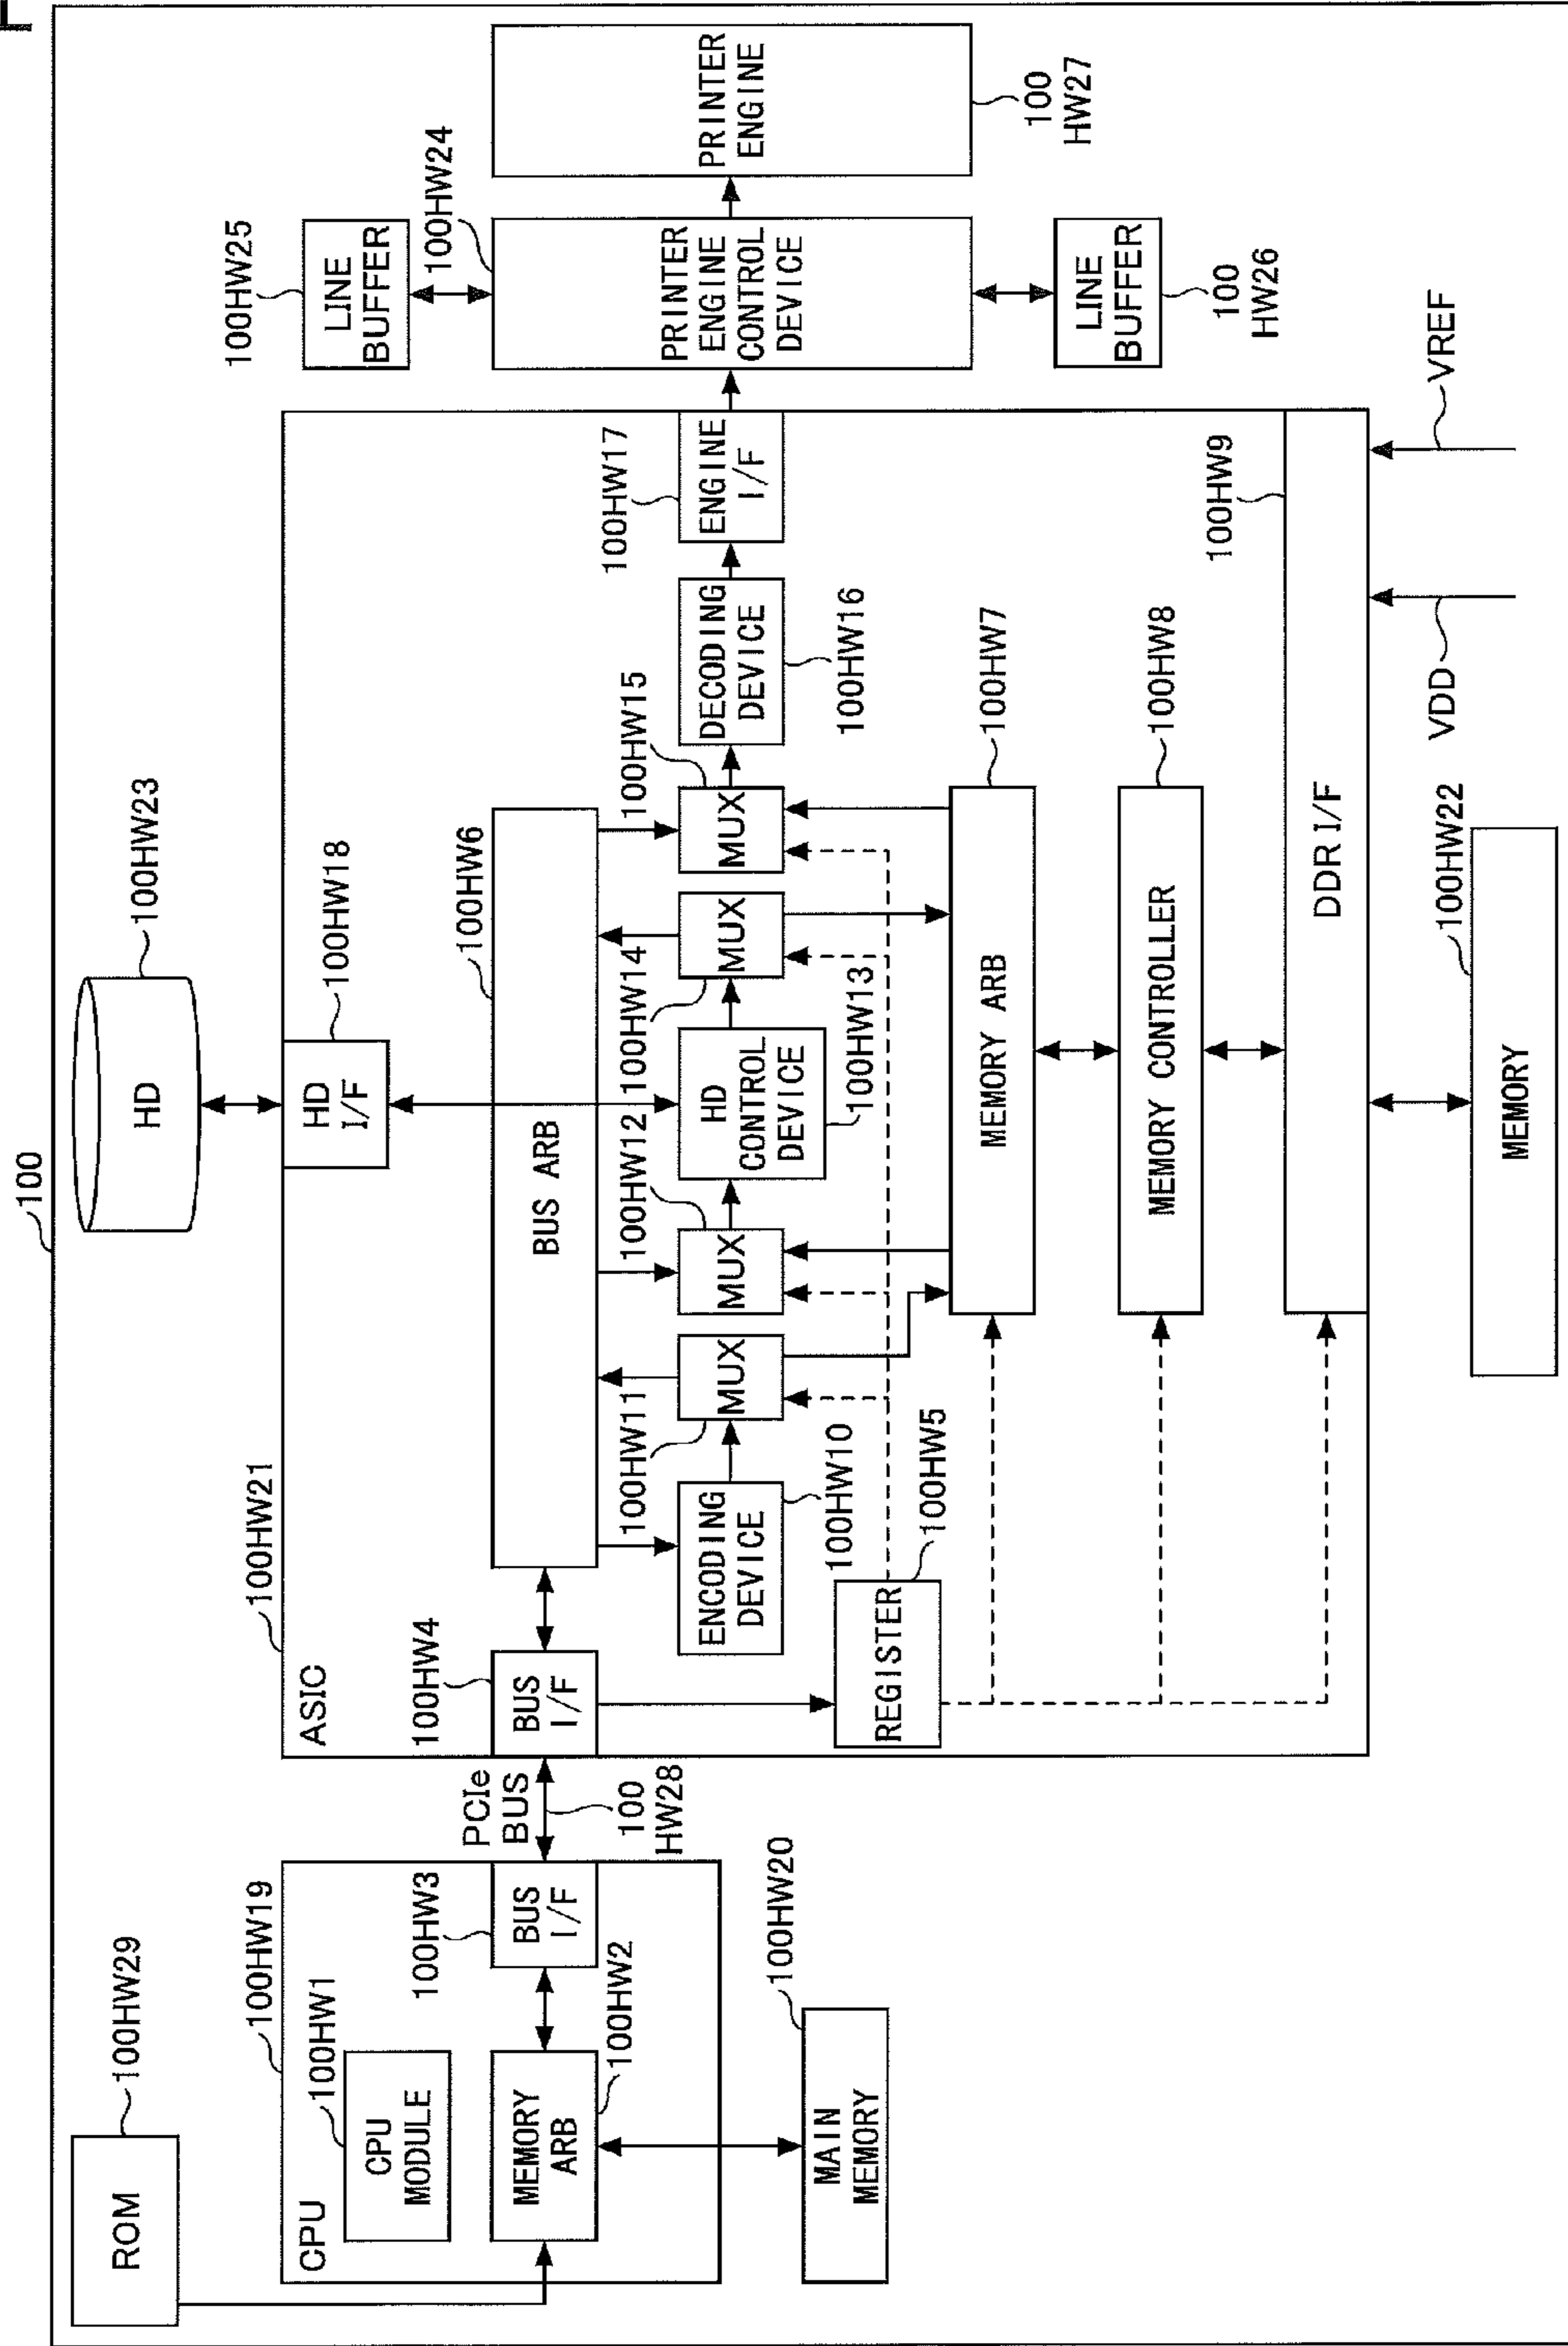 100
ROM
100HW29
HD
100HW23
CPU
100HW19
CPU
MODULE
100HW1
MEMORY
ARB
100HW2
BUS
I/F
100HW3
MAIN
MEMORY
100HW20
PCIe
BUS
100
HW28
ASIC
100HW21
HD
I/F
100HW18
BUS
I/F
100HW4
BUS ARB
100HW6
ENCODING
DEVICE
100HW10
MUX
100HW11
MUX
100HW12
HD
CONTROL
DEVICE
100HW13
MUX
100HW14
MUX
100HW15
DECODING
DEVICE
100HW16
ENGINE
I/F
100HW17
REGISTER
100HW5
MEMORY ARB
100HW7
MEMORY CONTROLLER
100HW8
DDR I/F
100HW9
MEMORY
100HW22
VDD
VREF
LINE
BUFFER
100HW25
PRINTER
ENGINE
CONTROL
DEVICE
100HW24
LINE
BUFFER
100
HW26
PRINTER
ENGINE
100
HW27